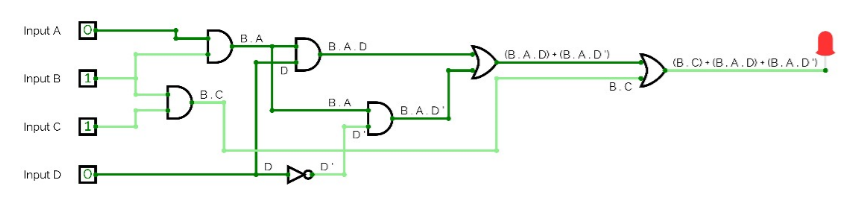 Input A
0
B . A
B . A . D
(B . A . D) + (B . A . D ')
(B . C) + (B . A . D) + (B . A . D ')
Input B
1
D
B . C
B . C
B . A
B . A . D '
Input C
1
D '
Input D
0
D
D '